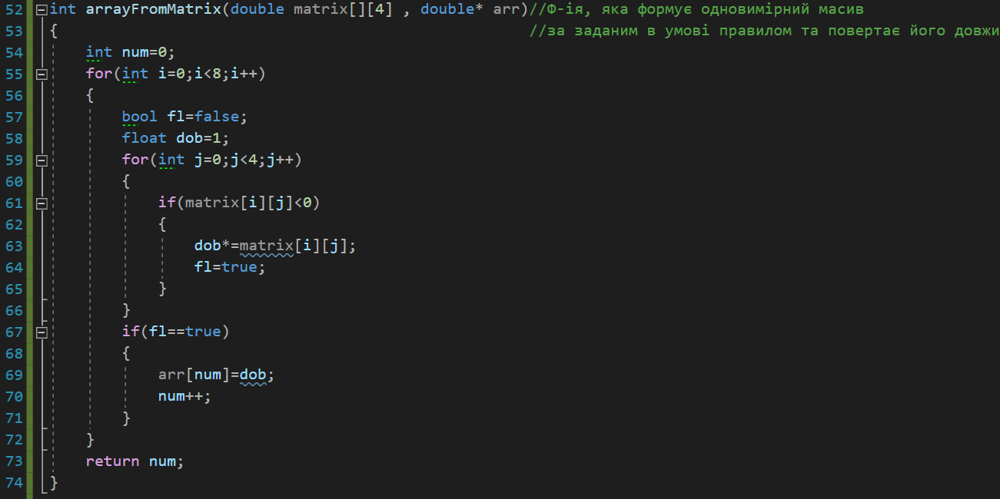 52 int arrayFromMatrix(double matrix[][4] , double* arr)//Ф-ія, яка формує одновимірний масив
53 { //за заданим в умові правилом та повертає його довжи
54 int num=0;
55 for(int i=0;i<8;i++)
56 {
57 bool fl=false;
58 float dob=1;
59 for(int j=0;j<4;j++)
60 {
61 if(matrix[i][j]<0)
62 {
63 dob*=matrix[i][j];
64 fl=true;
65 }
66 }
67 if(fl==true)
68 {
69 arr[num]=dob;
70 num++;
71 }
72 }
73 return num;
74 }